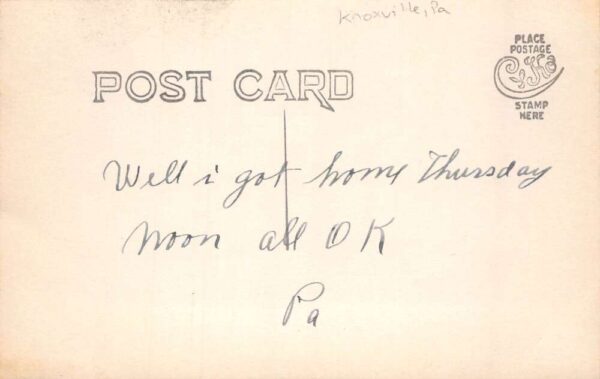 Knoxville, Pa
PLACE
POSTAGE
STAMP
HERE
POST CARD
Well i got home Thursday
Noon all O K
Pa